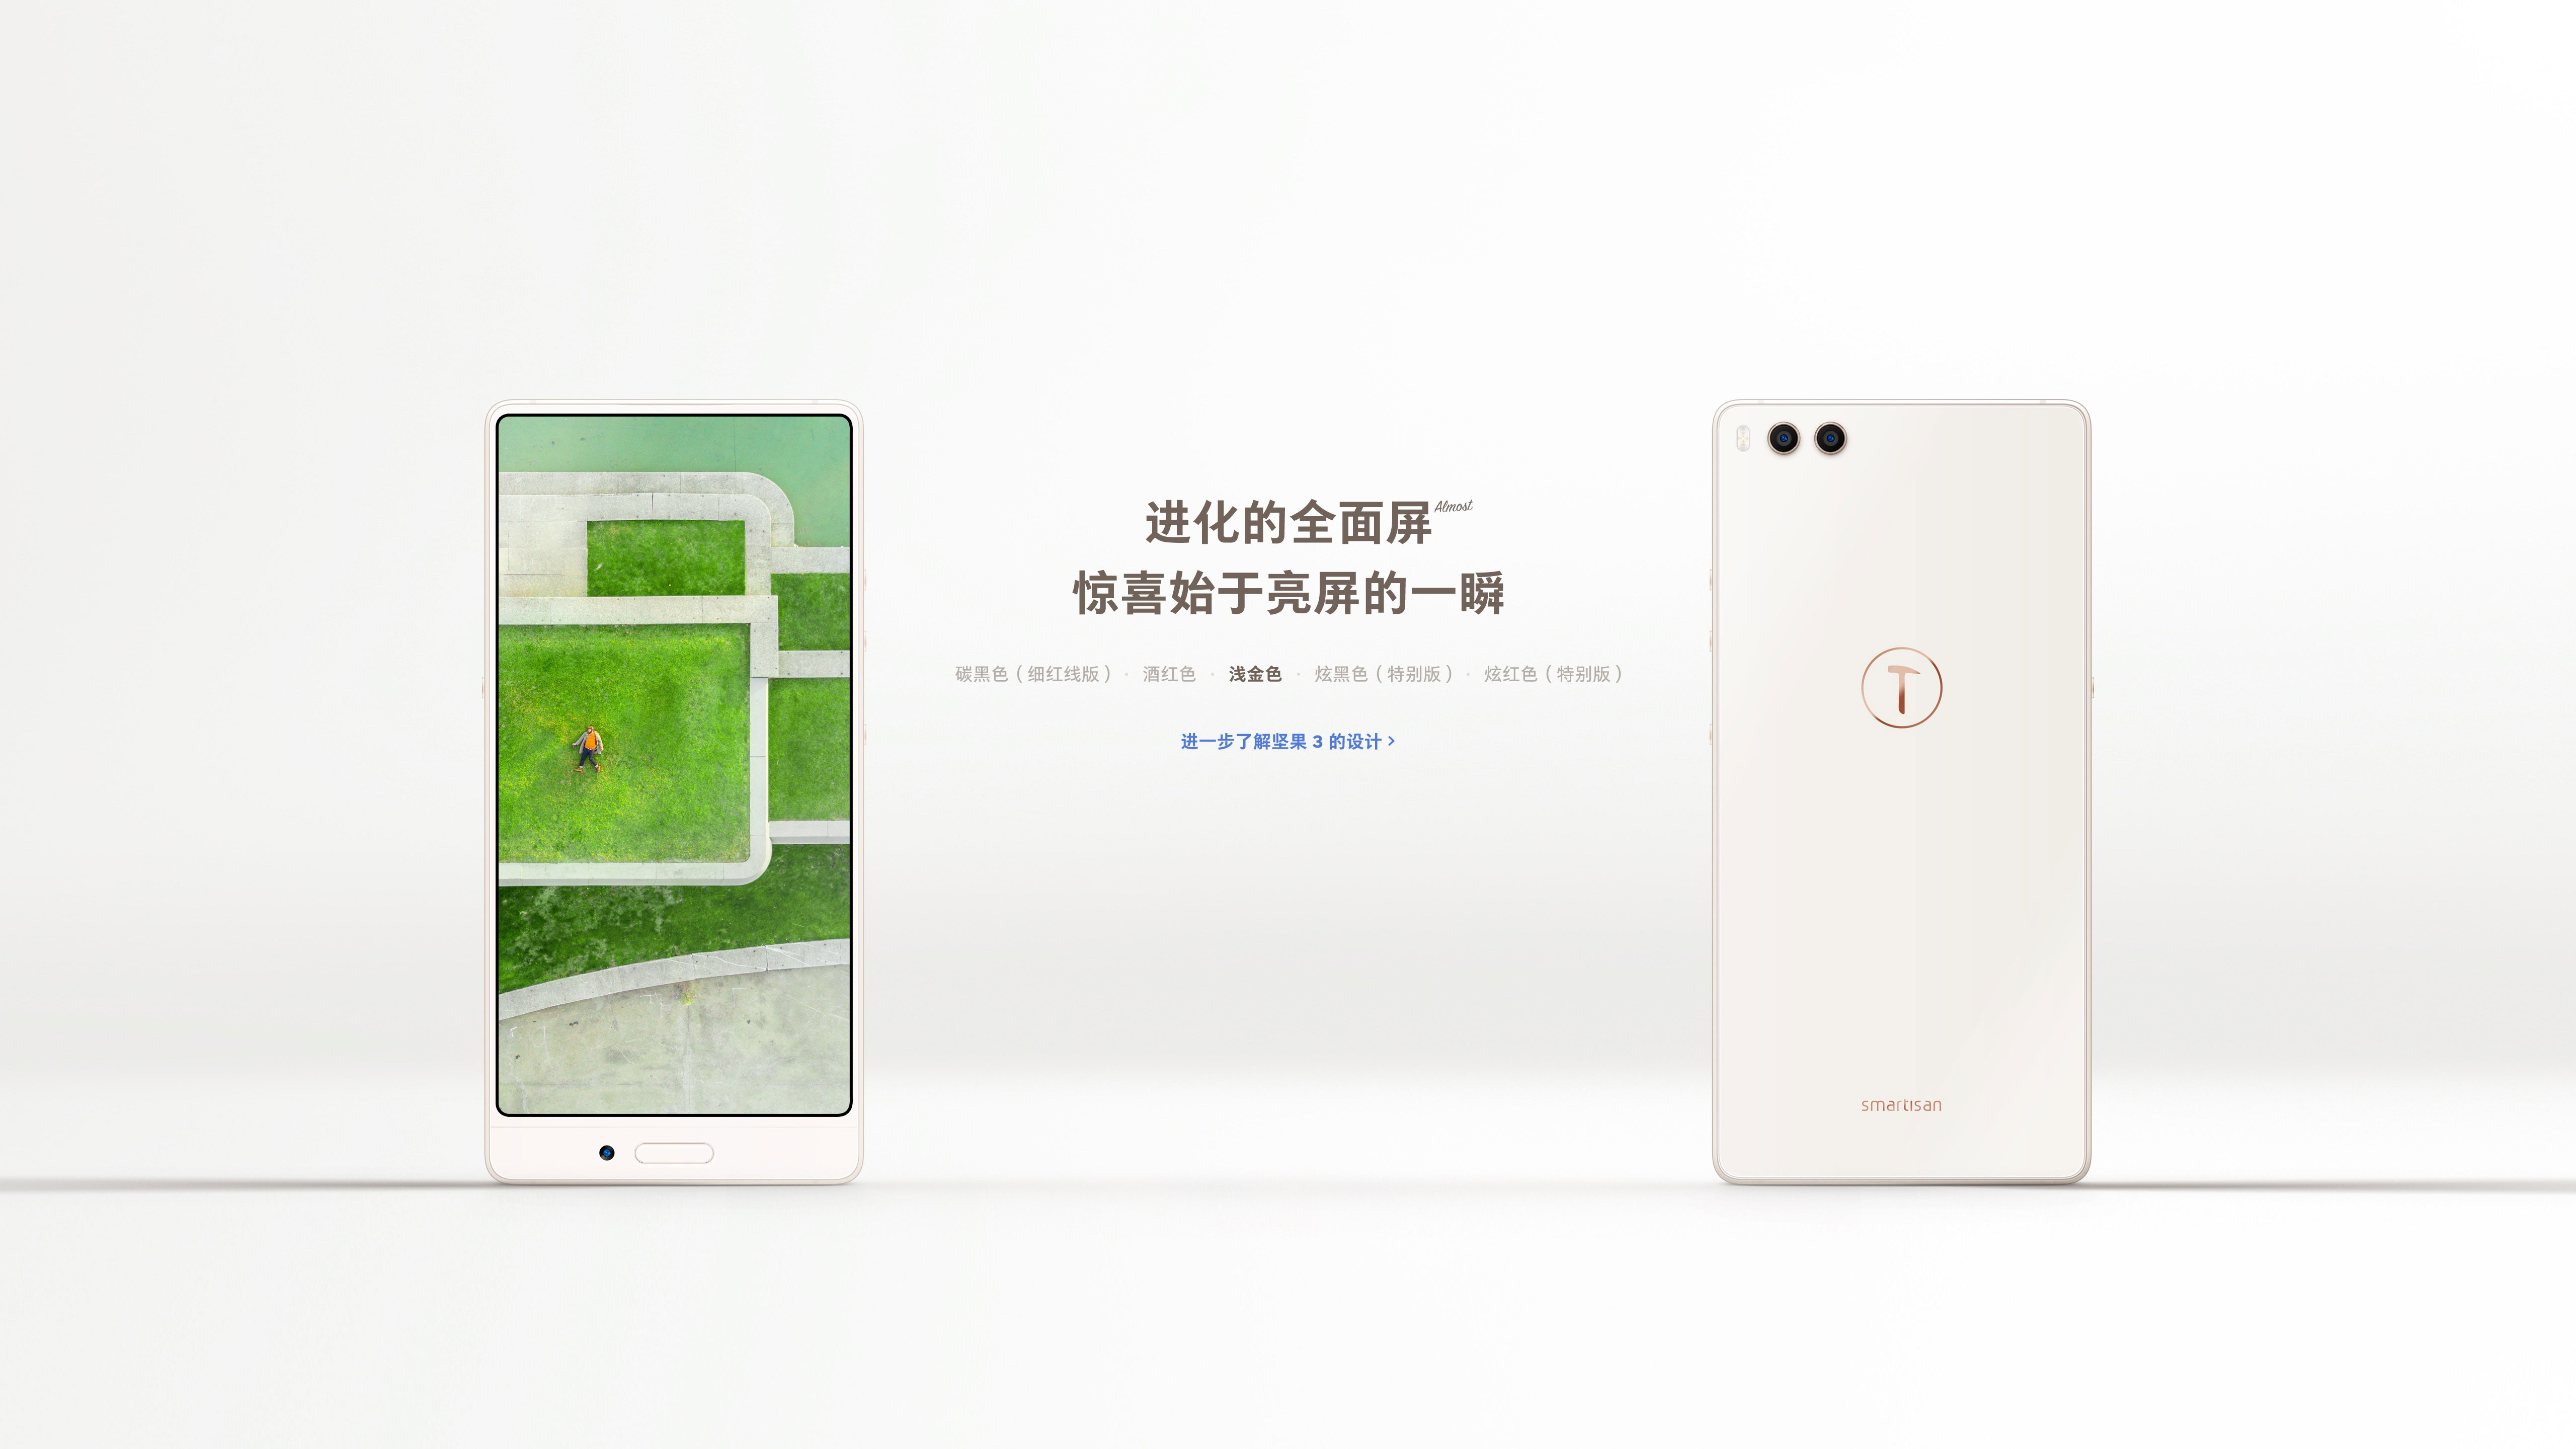 进化的全面屏 Almost
惊喜始于亮屏的一瞬
碳黑色（细红线版） · 酒红色 · 浅金色 · 炫黑色（特别版） · 炫红色（特别版）
进一步了解坚果 3 的设计 >
T
smartisan